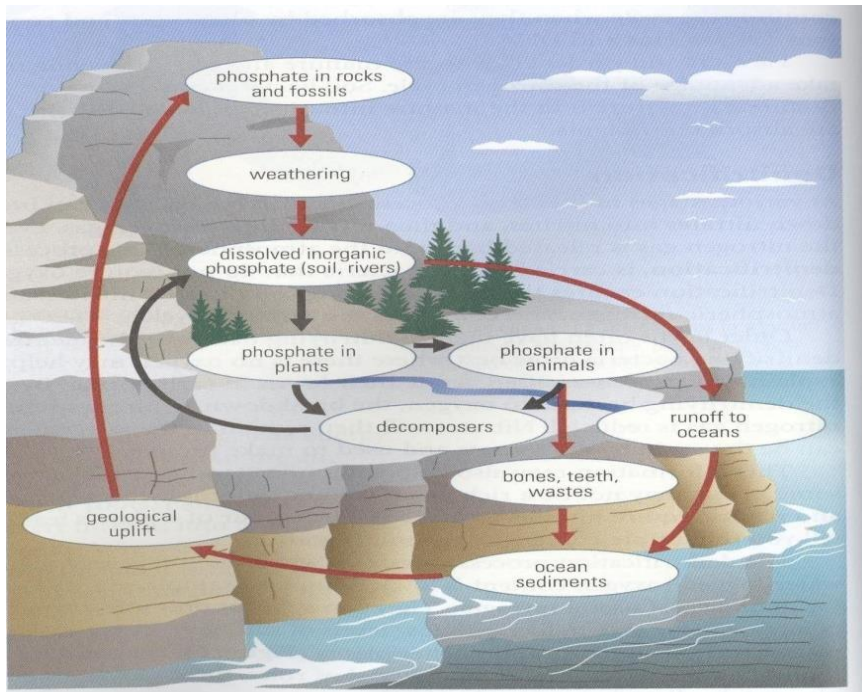 phosphate in rocks
and fossils
weathering
dissolved inorganic
phosphate (soil, rivers)
phosphate in
plants
phosphate in
animals
decomposers
runoff to
oceans
bones, teeth,
wastes
geological
uplift
ocean
sediments